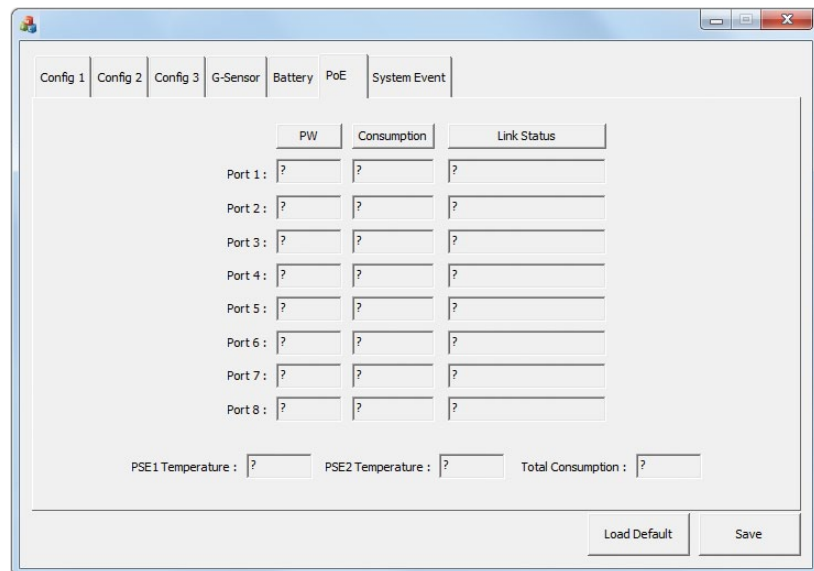 Config 1 Config 2 Config 3 G-Sensor Battery PoE System Event
PW Consumption Link Status
Port 1 : ? ? ?
Port 2 : ? ? ?
Port 3 : ? ? ?
Port 4 : ? ? ?
Port 5 : ? ? ?
Port 6 : ? ? ?
Port 7 : ? ? ?
Port 8 : ? ? ?
PSE1 Temperature : ? PSE2 Temperature : ? Total Consumption : ?
Load Default Save